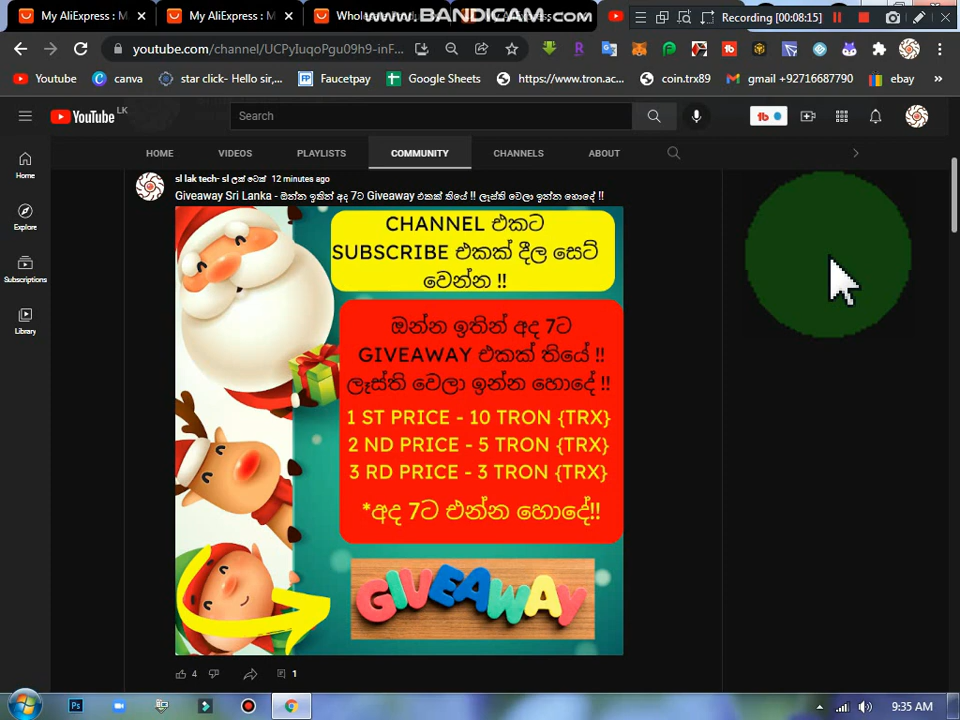 My AliExpress : M
My AliExpress : M
Whole
www.BANDICAM.com
Recording [00:08:15]
youtube.com/channel/UCPyIuqoPgu09h9-inF...
Youtube
canva
star click- Hello sir,...
Faucetpay
Google Sheets
https://www.tron.ac...
coin.trx89
gmail +92716687790
ebay
»
YouTube LK
Search
HOME
VIDEOS
PLAYLISTS
COMMUNITY
CHANNELS
ABOUT
Home
Explore
Subscriptions
Library
sl lak tech- sl ලක් ටෙක් 12 minutes ago
Giveaway Sri Lanka - ඔන්න ඉතින් අද 7ට Giveaway එකක් තියේ !! ලෑස්ති වෙලා ඉන්න හොදේ !!
CHANNEL එකට
SUBSCRIBE එකක් දීල සෙට්
වෙන්න !!
ඔන්න ඉතින් අද 7ට
GIVEAWAY එකක් තියේ !!
ලෑස්ති වෙලා ඉන්න හොදේ !!
1 ST PRICE - 10 TRON {TRX}
2 ND PRICE - 5 TRON {TRX}
3 RD PRICE - 3 TRON {TRX}
*අද 7ට එන්න හොදේ!!
GIVEAWAY
4
1
9:35 AM